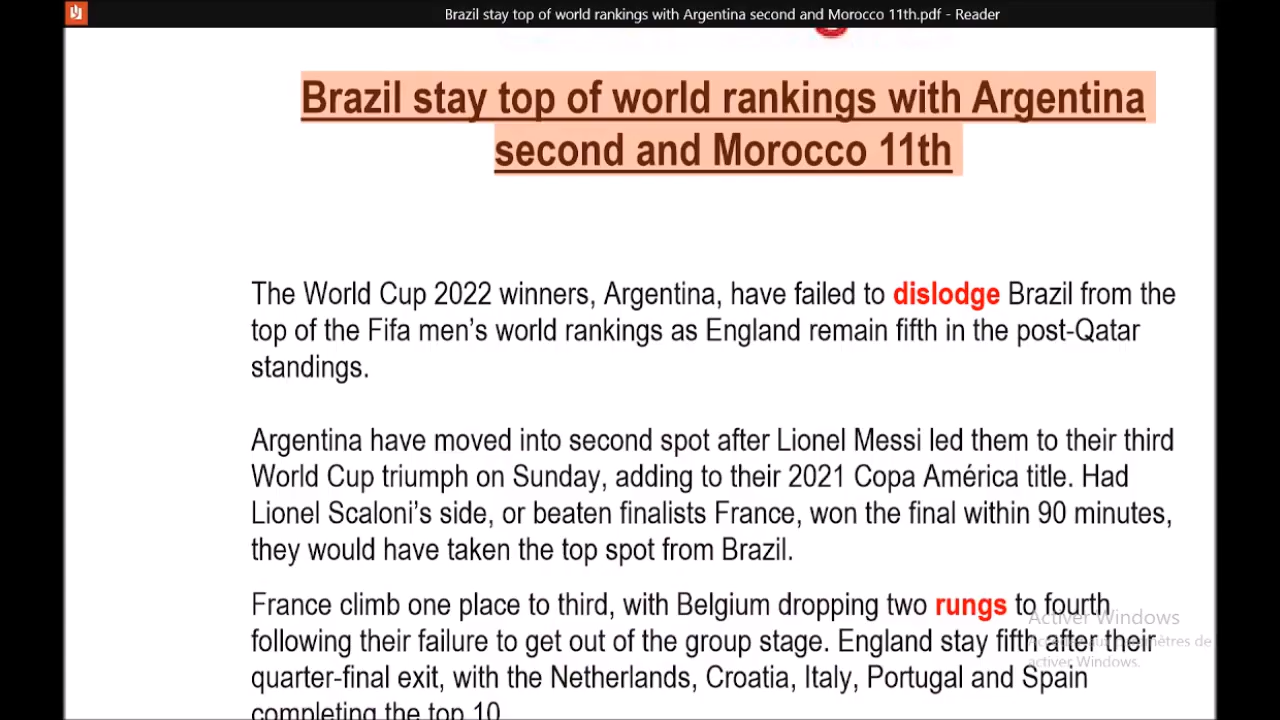 Brazil stay top of world rankings with Argentina second and Morocco 11th.pdf - Reader
Brazil stay top of world rankings with Argentina
second and Morocco 11th
The World Cup 2022 winners, Argentina, have failed to dislodge Brazil from the
top of the Fifa men’s world rankings as England remain fifth in the post-Qatar
standings.
Argentina have moved into second spot after Lionel Messi led them to their third
World Cup triumph on Sunday, adding to their 2021 Copa América title. Had
Lionel Scaloni’s side, or beaten finalists France, won the final within 90 minutes,
they would have taken the top spot from Brazil.
France climb one place to third, with Belgium dropping two rungs to fourth
following their failure to get out of the group stage. England stay fifth after their
quarter-final exit, with the Netherlands, Croatia, Italy, Portugal and Spain
completing the top 10
Activer Windows
de
activer Windows.